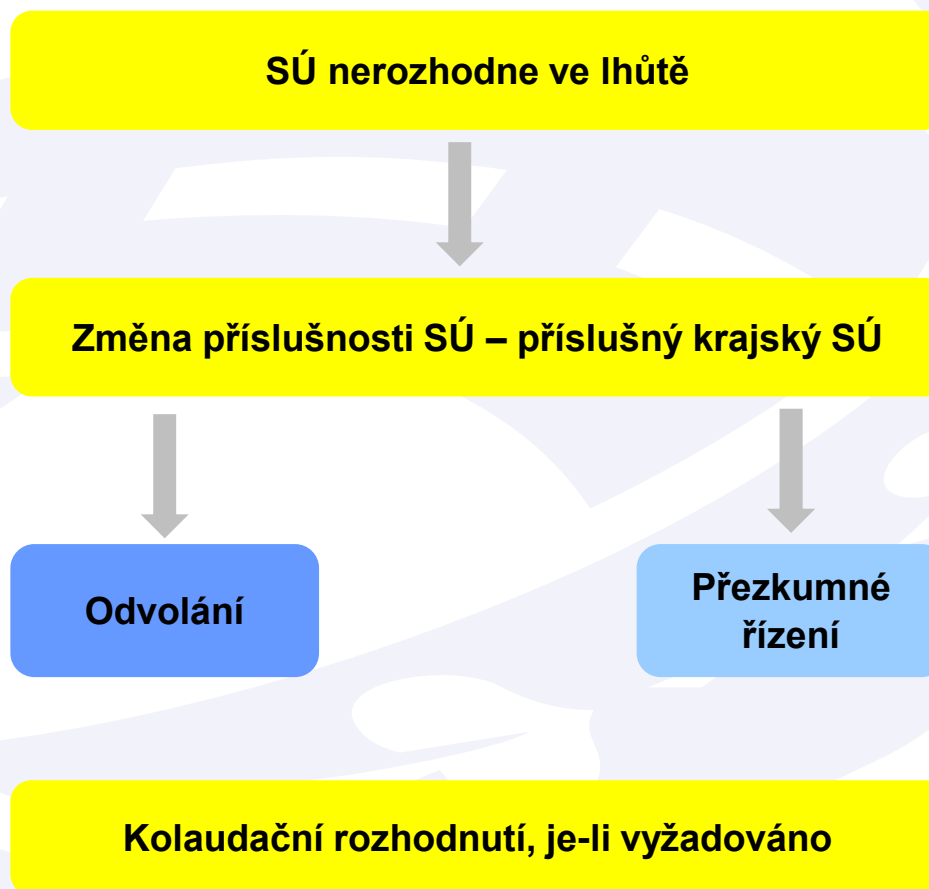 SÚ nerozhodne ve lhůtě
Změna příslušnosti SÚ – příslušný krajský SÚ
Odvolání
Přezkumné
řízení
Kolaudační rozhodnutí, je-li vyžadováno